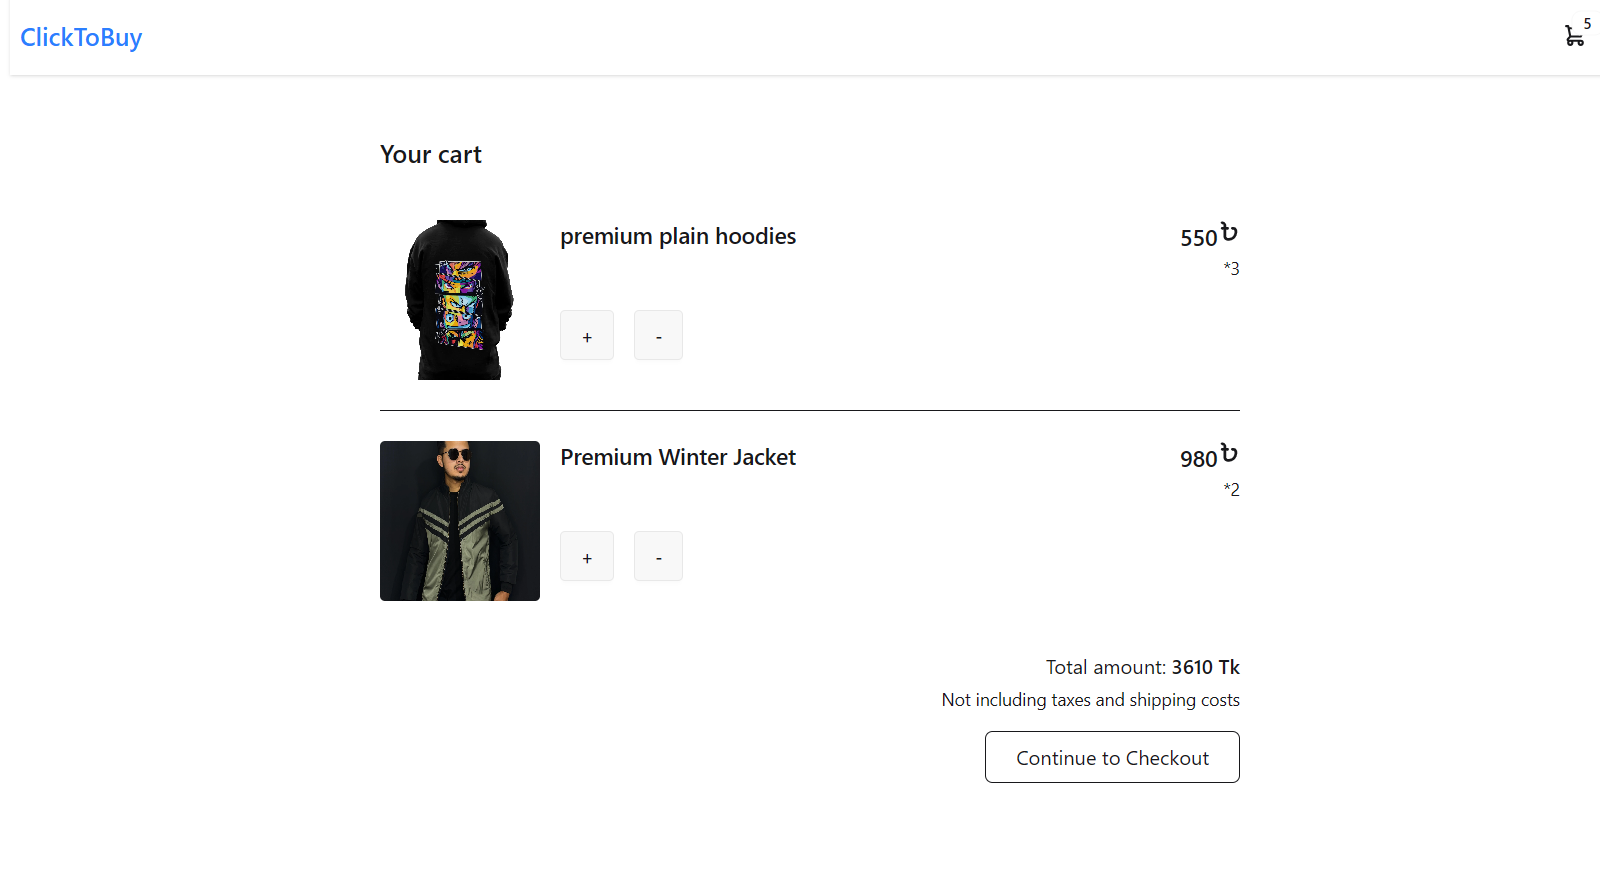 ClickToBuy
5
Your cart
premium plain hoodies
550৳
*3
+ -
Premium Winter Jacket
980৳
*2
+ -
Total amount: 3610 Tk
Not including taxes and shipping costs
Continue to Checkout